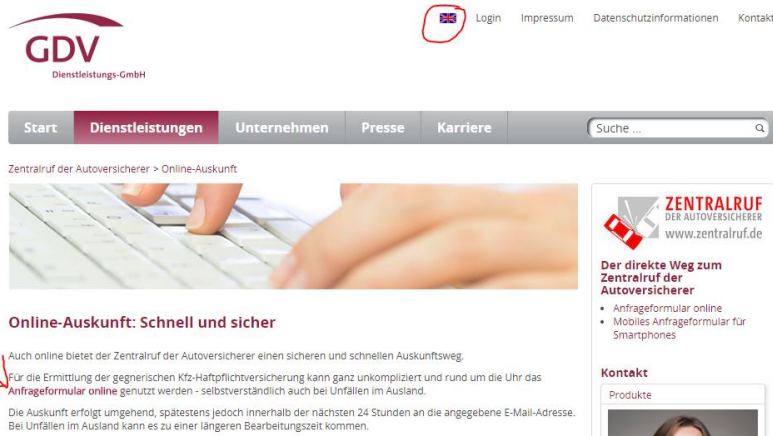 GDV
Dienstleistungs-GmbH
Login Impressum Datenschutzinformationen Kontakt
Start Dienstleistungen Unternehmen Presse Karriere Suche ...
Zentralruf der Autoversicherer > Online-Auskunft
ZENTRALRUF
DER AUTOVERSICHERER
www.zentralruf.de
Der direkte Weg zum
Zentralruf der
Autoversicherer
• Anfrageformular online
• Mobiles Anfrageformular für
Smartphones
Kontakt
Produkte
Online-Auskunft: Schnell und sicher
Auch online bietet der Zentralruf der Autoversicherer einen sicheren und schnellen Auskunftsweg.
Für die Ermittlung der gegnerischen Kfz-Haftpflichtversicherung kann ganz unkompliziert und rund um die Uhr das
Anfrageformular online genutzt werden - selbstverständlich auch bei Unfällen im Ausland.
Die Auskunft erfolgt umgehend, spätestens jedoch innerhalb der nächsten 24 Stunden an die angegebene E-Mail-Adresse.
Bei Unfällen im Ausland kann es zu einer längeren Bearbeitungszeit kommen.